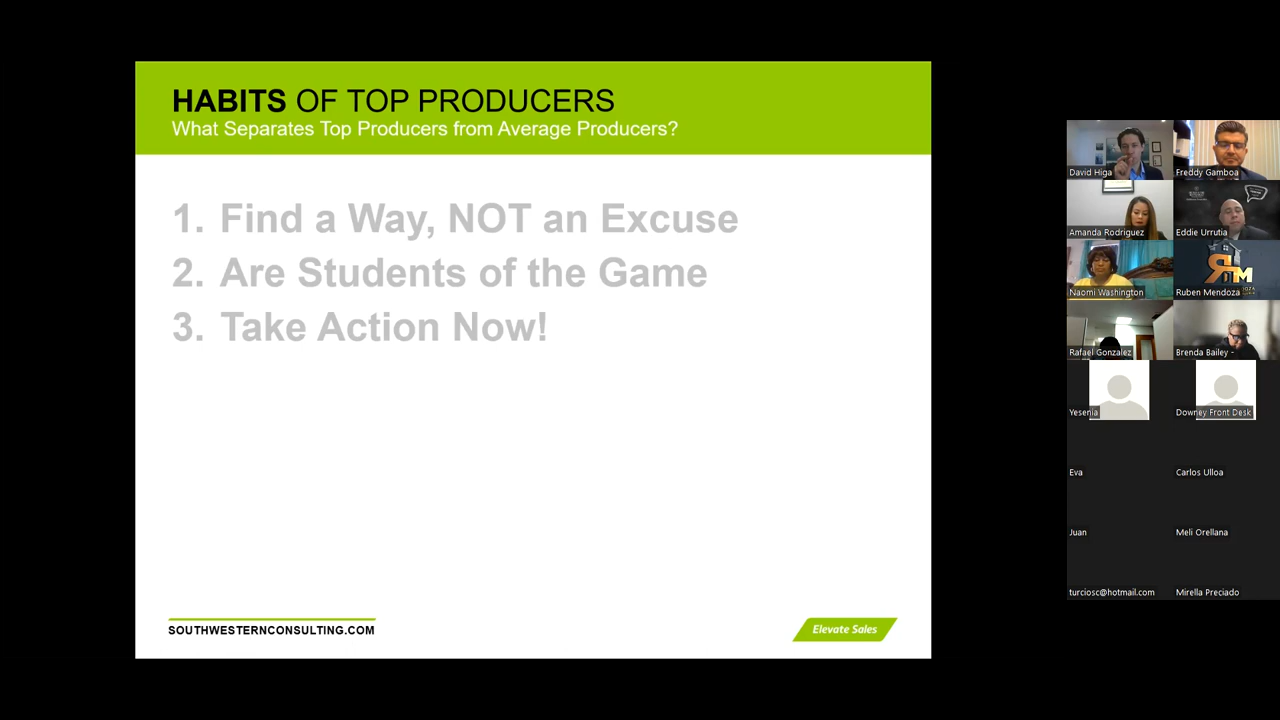 HABITS OF TOP PRODUCERS
What Separates Top Producers from Average Producers?
1. Find a Way, NOT an Excuse
2. Are Students of the Game
3. Take Action Now!
SOUTHWESTERNCONSULTING.COM
Elevate Sales
David Higa
Freddy Gamboa
Amanda Rodriguez
Eddie Urrutia
Naomi Washington
RM
Ruben Mendoza
Rafael Gonzalez
Brenda Bailey -
Yesenia
Downey Front Desk
Eva
Carlos Ulloa
Juan
Meli Orellana
turciosc@hotmail.com
Mirella Preciado